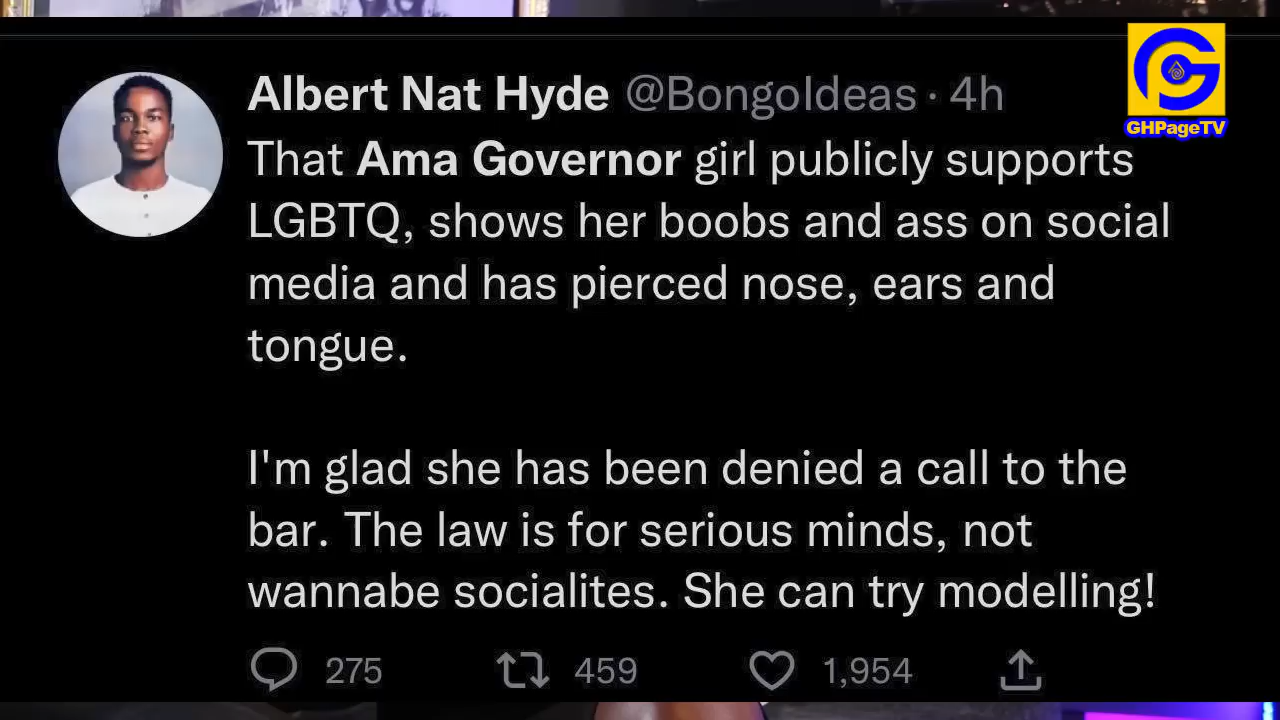 Albert Nat Hyde @BongoIdeas · 4h
GHPageTV
That Ama Governor girl publicly supports
LGBTQ, shows her boobs and ass on social
media and has pierced nose, ears and
tongue.
I'm glad she has been denied a call to the
bar. The law is for serious minds, not
wannabe socialites. She can try modelling!
275 459 1,954